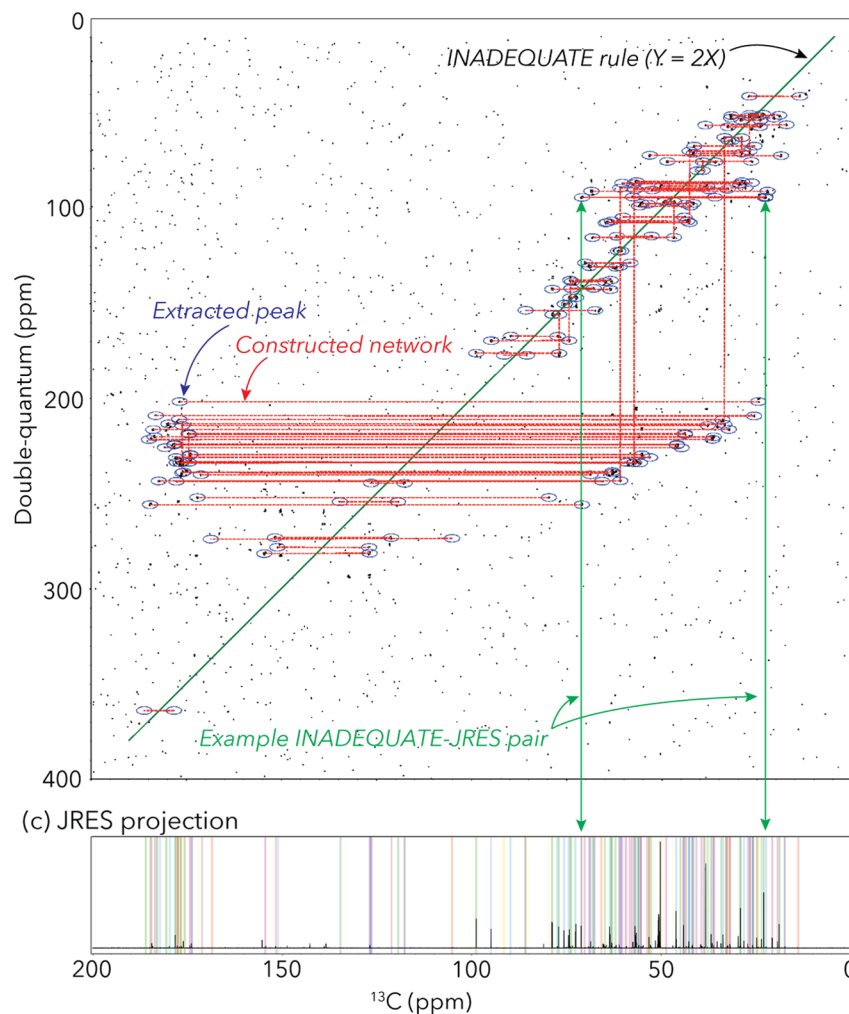 0
INADEQUATE rule (Y = 2X)
100
Extracted peak
Constructed network
200
Double-quantum (ppm)
300
Example INADEQUATE-JRES pair
400
(c) JRES projection
200
150
100
50
0
13C (ppm)